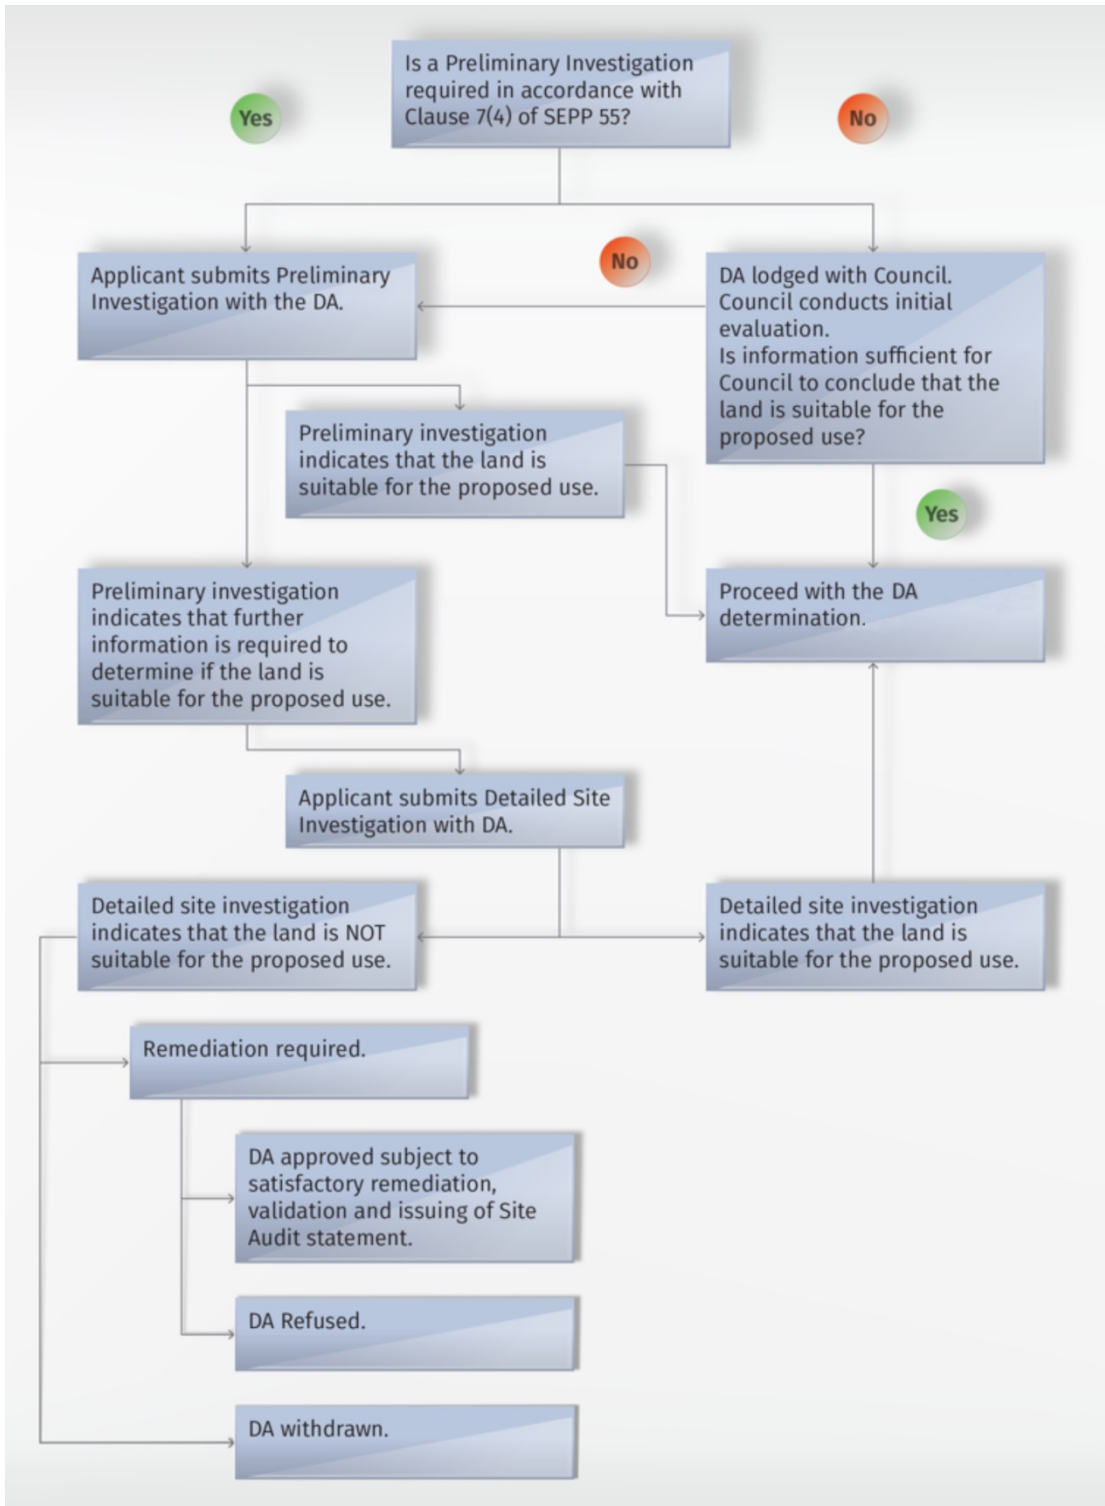 Is a Preliminary Investigation
required in accordance with
Clause 7(4) of SEPP 55?
Yes
No
Applicant submits Preliminary
Investigation with the DA.
No
DA lodged with Council.
Council conducts initial
evaluation.
Is information sufficient for
Council to conclude that the
land is suitable for the
proposed use?
Preliminary investigation
indicates that the land is
suitable for the proposed use.
Yes
Preliminary investigation
indicates that further
information is required to
determine if the land is
suitable for the proposed use.
Proceed with the DA
determination.
Applicant submits Detailed Site
Investigation with DA.
Detailed site investigation
indicates that the land is NOT
suitable for the proposed use.
Detailed site investigation
indicates that the land is
suitable for the proposed use.
Remediation required.
DA approved subject to
satisfactory remediation,
validation and issuing of Site
Audit statement.
DA Refused.
DA withdrawn.